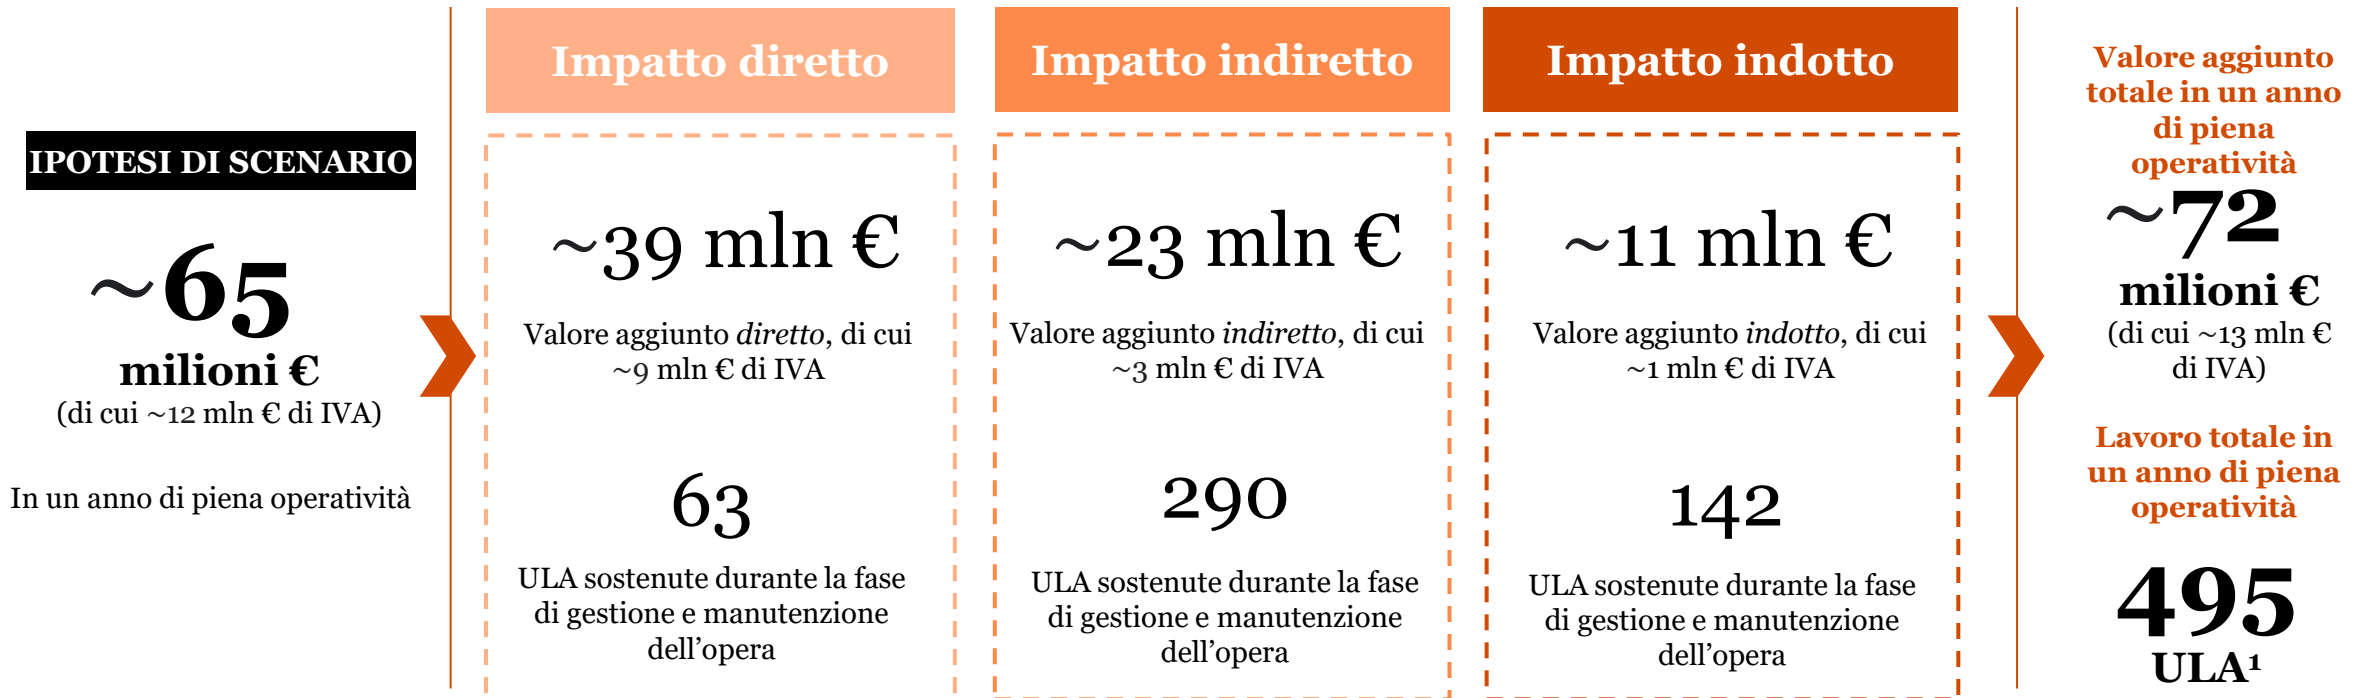 IPOTESI DI SCENARIO
~65
milioni €
(di cui ~12 mln € di IVA)
In un anno di piena operatività
Impatto diretto
~39 mln €
Valore aggiunto diretto, di cui
~9 mln € di IVA
63
ULA sostenute durante la fase
di gestione e manutenzione
dell’opera
Impatto indiretto
~23 mln €
Valore aggiunto indiretto, di cui
~3 mln € di IVA
290
ULA sostenute durante la fase
di gestione e manutenzione
dell’opera
Impatto indotto
~11 mln €
Valore aggiunto indotto, di cui
~1 mln € di IVA
142
ULA sostenute durante la fase
di gestione e manutenzione
dell’opera
Valore aggiunto
totale in un anno
di piena
operatività
~72
milioni €
(di cui ~13 mln €
di IVA)
Lavoro totale in
un anno di piena
operatività
495
ULA¹